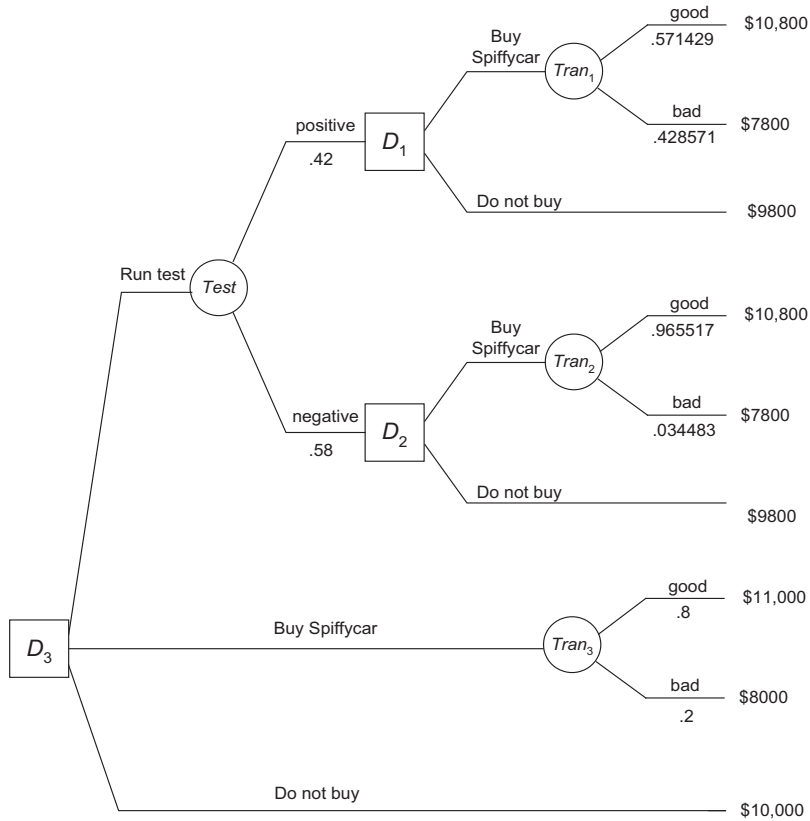 good
$10,800
.571429
Buy
Spiffycar
Tran1
bad
$7800
.428571
positive
.42
D1
Do not buy
$9800
Run test
Test
good
$10,800
.965517
Buy
Spiffycar
Tran2
bad
$7800
.034483
negative
.58
D2
Do not buy
$9800
good
$11,000
.8
Buy Spiffycar
Tran3
D3
bad
$8000
.2
Do not buy
$10,000